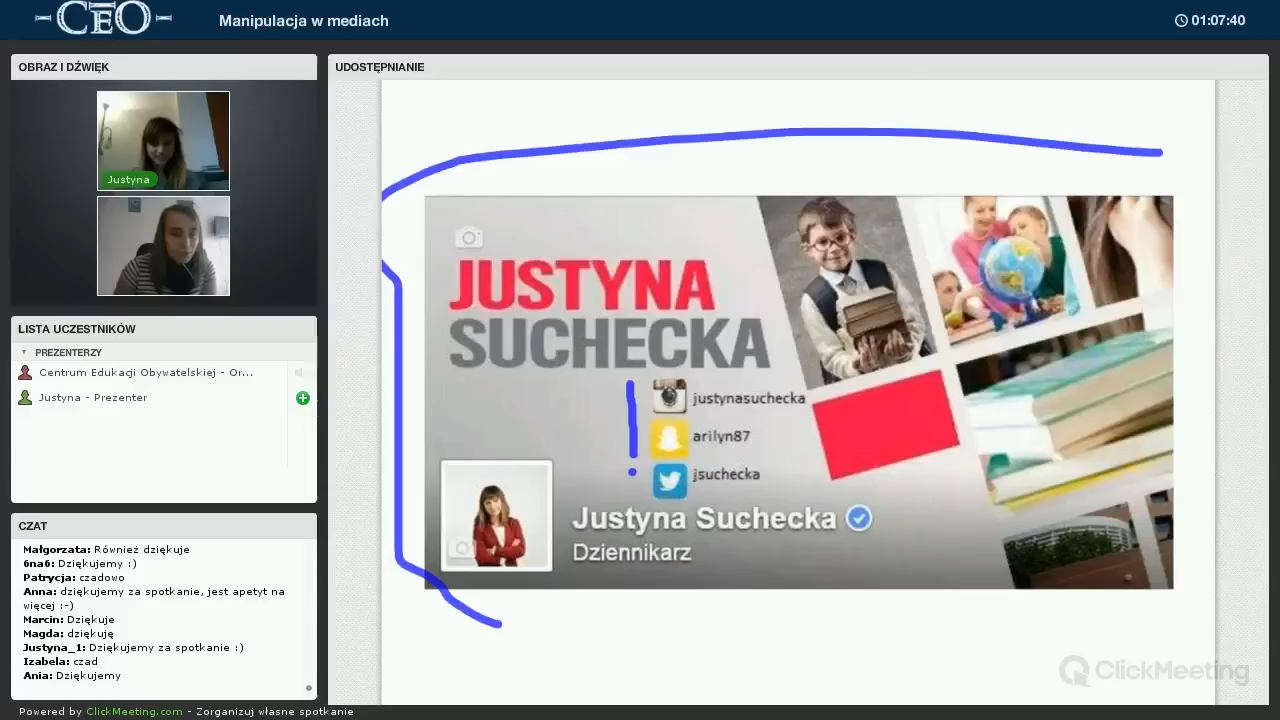 CEO
Manipulacja w mediach
01:07:40
OBRAZ I DŹWIĘK
Justyna
LISTA UCZESTNIKÓW
PREZENTERZY
Centrum Edukacji Obywatelskiej - Or...
Justyna - Prezenter
CZAT
Małgorzata: Również dziękuje
6na6: Dziękujemy :)
Patrycja: czadowo
Anna: dziękujemy za spotkanie, jest apetyt na
więcej :-)
Marcin: Dziękuje
Magda: dziękuję
Justyna_1: Dziękujemy za spotkanie :)
Izabela: czad
Ania: Dziękujemy
UDOSTĘPNIANIE
JUSTYNA
SUCHECKA
justynasuchecka
arilyn87
jsuchecka
Justyna Suchecka
Dziennikarz
ClickMeeting
Powered by ClickMeeting.com - Zorganizuj własne spotkanie